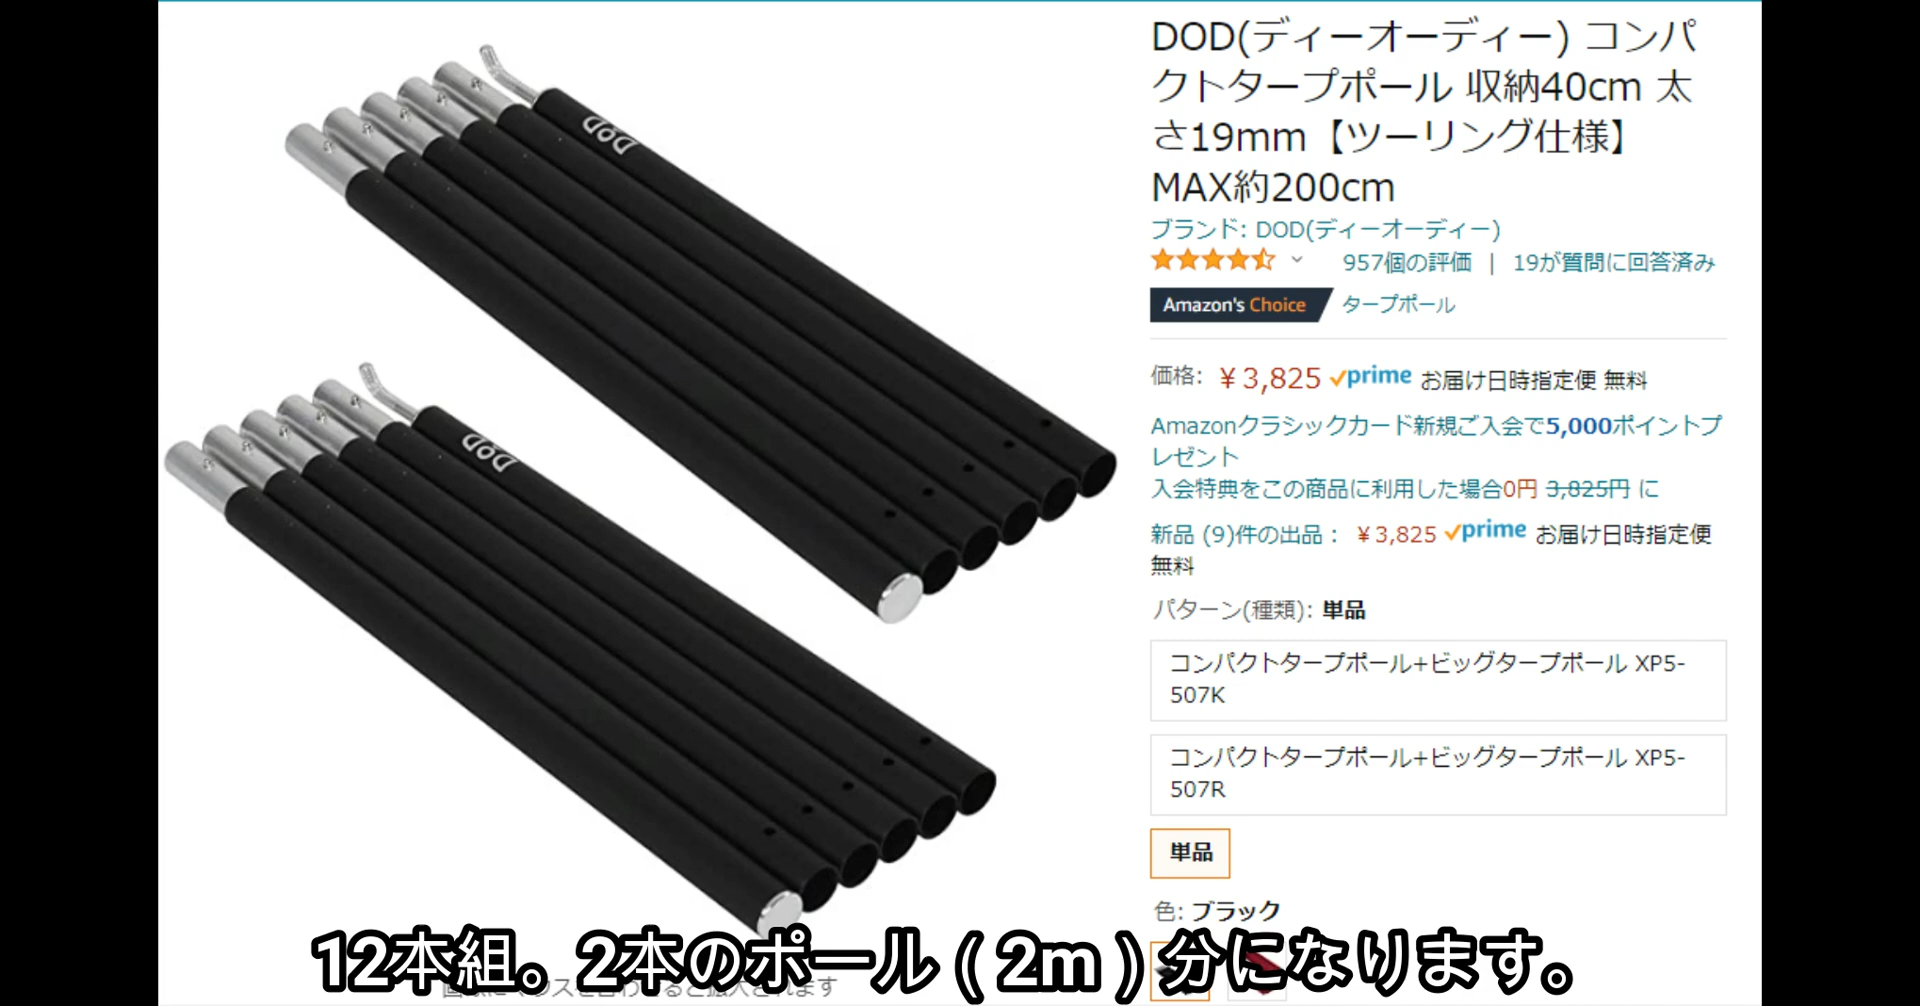 DOD(ディーオーディー) コンパ
クトタープポール 収納40cm 太
さ19mm【ツーリング仕様】
MAX約200cm
ブランド: DOD(ディーオーディー)
957個の評価 | 19が質問に回答済み
Amazon's Choice タープポール
価格: ¥3,825 prime お届け日時指定便 無料
Amazonクラシックカード新規ご入会で5,000ポイントプ
レゼント
入会特典をこの商品に利用した場合0円 3,825円 に
新品 (9)件の出品: ¥3,825 prime お届け日時指定便
無料
パターン(種類): 単品
コンパクトタープポール+ビッグタープポール XP5-
507K
コンパクトタープポール+ビッグタープポール XP5-
507R
単品
色: ブラック
DOD
DOD
12本組。2本のポール(2m)分になります。